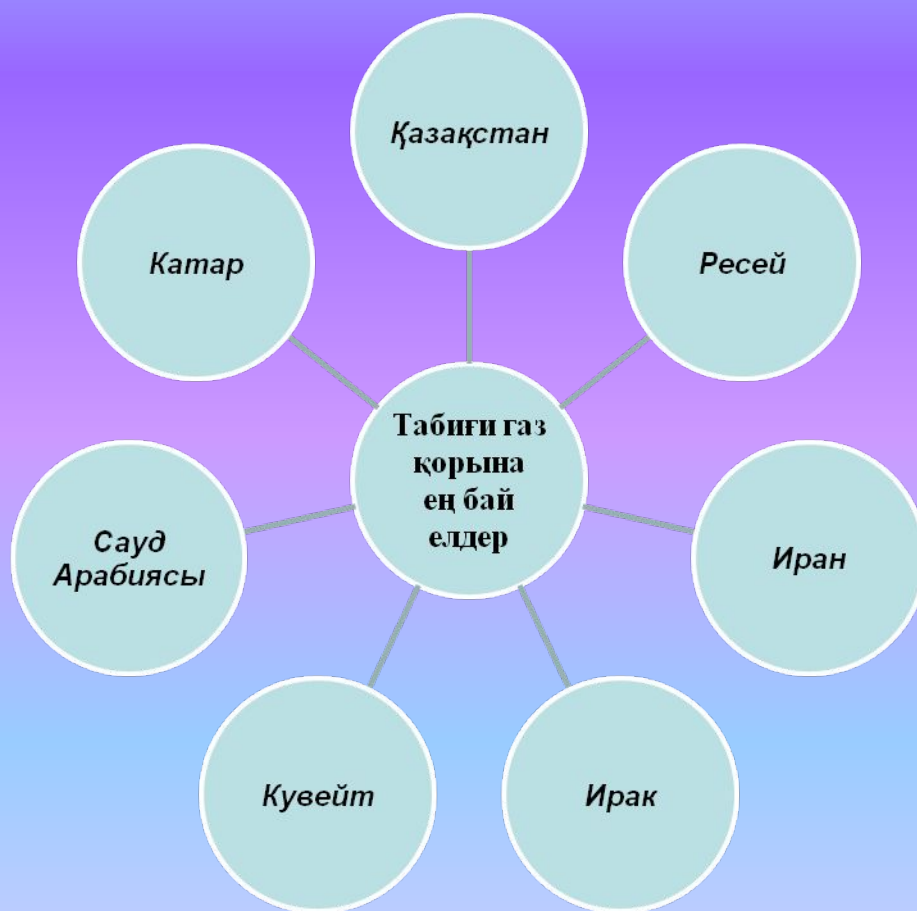 Қазақстан
Ресей
Иран
Ирак
Кувейт
Сауд
Арабиясы
Катар
Табиғи газ
қорына
ең бай
елдер